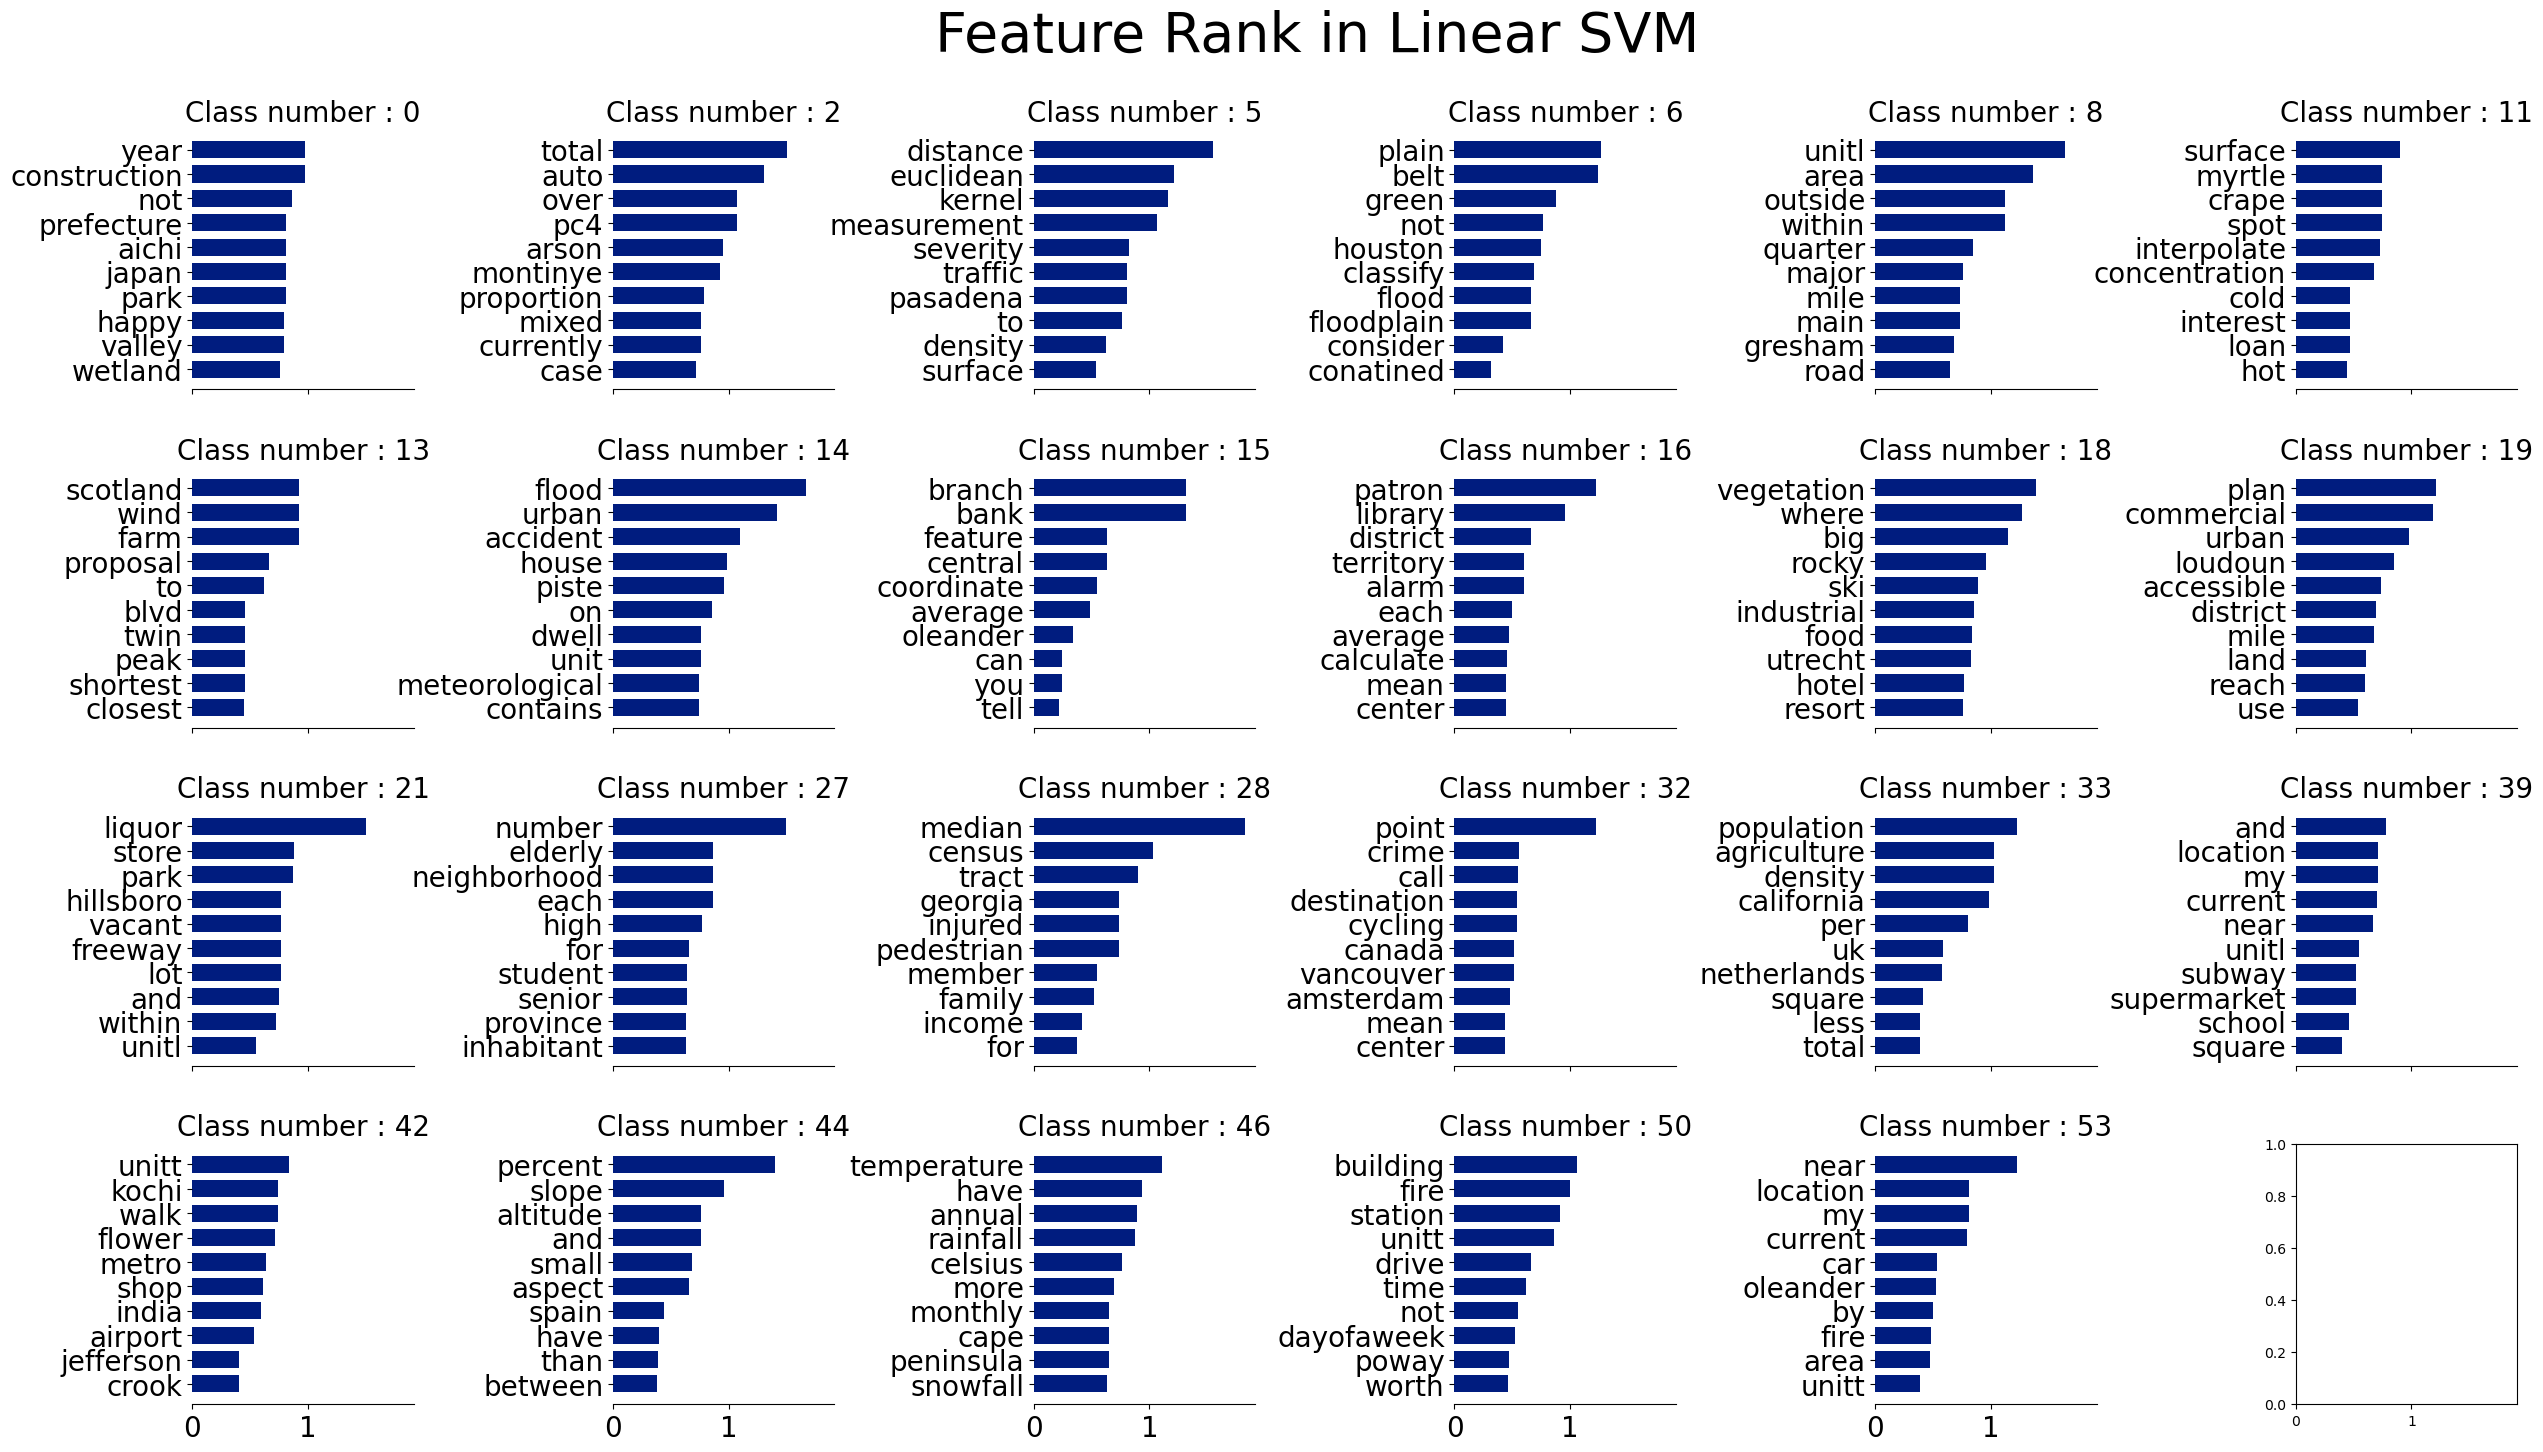 Feature Rank in Linear SVM
Class number : 0
year
construction
not
prefecture
aichi
japan
park
happy
valley
wetland
Class number : 2
total
auto
over
pc4
arson
montinye
proportion
mixed
currently
case
Class number : 5
distance
euclidean
kernel
measurement
severity
traffic
pasadena
to
density
surface
Class number : 6
plain
belt
green
not
houston
classify
flood
floodplain
consider
conatined
Class number : 8
unitl
area
outside
within
quarter
major
mile
main
gresham
road
Class number : 11
surface
myrtle
crape
spot
interpolate
concentration
cold
interest
loan
hot
Class number : 13
scotland
wind
farm
proposal
to
blvd
twin
peak
shortest
closest
Class number : 14
flood
urban
accident
house
piste
on
dwell
unit
meteorological
contains
Class number : 15
branch
bank
feature
central
coordinate
average
oleander
can
you
tell
Class number : 16
patron
library
district
territory
alarm
each
average
calculate
mean
center
Class number : 18
vegetation
where
big
rocky
ski
industrial
food
utrecht
hotel
resort
Class number : 19
plan
commercial
urban
loudoun
accessible
district
mile
land
reach
use
Class number : 21
liquor
store
park
hillsboro
vacant
freeway
lot
and
within
unitl
Class number : 27
number
elderly
neighborhood
each
high
for
student
senior
province
inhabitant
Class number : 28
median
census
tract
georgia
injured
pedestrian
member
family
income
for
Class number : 32
point
crime
call
destination
cycling
canada
vancouver
amsterdam
mean
center
Class number : 33
population
agriculture
density
california
per
uk
netherlands
square
less
total
Class number : 39
and
location
my
current
near
unitl
subway
supermarket
school
square
Class number : 42
unitt
kochi
walk
flower
metro
shop
india
airport
jefferson
crook
0 1
Class number : 44
percent
slope
altitude
and
small
aspect
spain
have
than
between
0 1
Class number : 46
temperature
have
annual
rainfall
celsius
more
monthly
cape
peninsula
snowfall
0 1
Class number : 50
building
fire
station
unitt
drive
time
not
dayofaweek
poway
worth
0 1
Class number : 53
near
location
my
current
car
oleander
by
fire
area
unitt
0 1
1.0
0.8
0.6
0.4
0.2
0.0
0 1